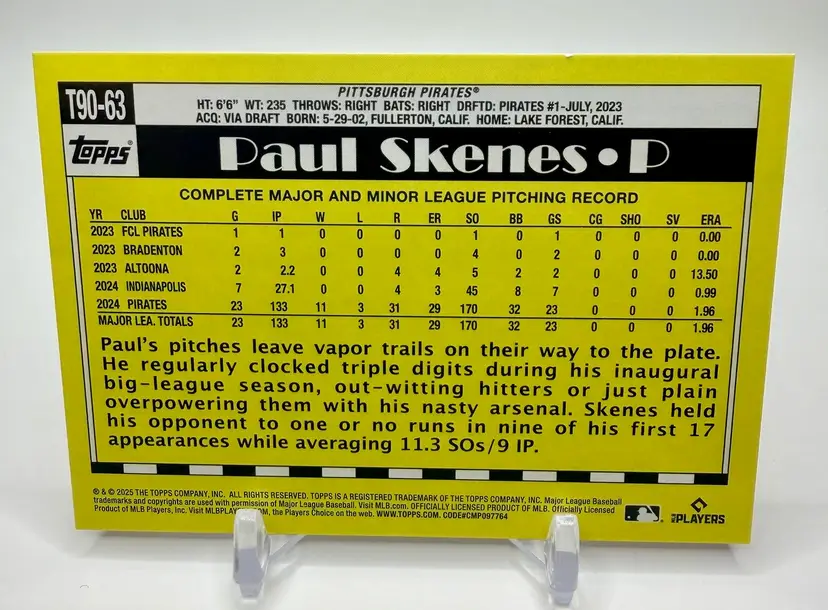 T90-63
PITTSBURGH PIRATES®
HT: 6'6" WT: 235 THROWS: RIGHT BATS: RIGHT DRFTD: PIRATES #1-JULY, 2023
ACQ: VIA DRAFT BORN: 5-29-02, FULLERTON, CALIF. HOME: LAKE FOREST, CALIF.
topps®
Paul Skenes • P
COMPLETE MAJOR AND MINOR LEAGUE PITCHING RECORD
YR CLUB G IP W L R ER SO BB GS CG SHO SV ERA
2023 FCL PIRATES 1 1 0 0 0 0 1 0 1 0 0 0 0.00
2023 BRADENTON 2 3 0 0 0 0 4 0 2 0 0 0 0.00
2023 ALTOONA 2 2.2 0 0 4 4 5 2 2 0 0 0 13.50
2024 INDIANAPOLIS 7 27.1 0 0 4 3 45 8 7 0 0 0 0.99
2024 PIRATES 23 133 11 3 31 29 170 32 23 0 0 0 1.96
MAJOR LEA. TOTALS 23 133 11 3 31 29 170 32 23 0 0 0 1.96
Paul's pitches leave vapor trails on their way to the plate.
He regularly clocked triple digits during his inaugural
big-league season, out-witting hitters or just plain
overpowering them with his nasty arsenal. Skenes held
his opponent to one or no runs in nine of his first 17
appearances while averaging 11.3 SOs/9 IP.
® & © 2025 THE TOPPS COMPANY, INC. ALL RIGHTS RESERVED. TOPPS IS A REGISTERED TRADEMARK OF THE TOPPS COMPANY, INC. Major League Baseball
trademarks and copyrights are used with permission of Major League Baseball. Visit MLB.com. OFFICIALLY LICENSED PRODUCT OF MLB. Officially Licensed
Product of MLB Players, Inc. Visit MLBPLAY .COM, the Players Choice on the web. WWW.TOPPS.COM. CODE#CMP097764
MLB PLAYERS